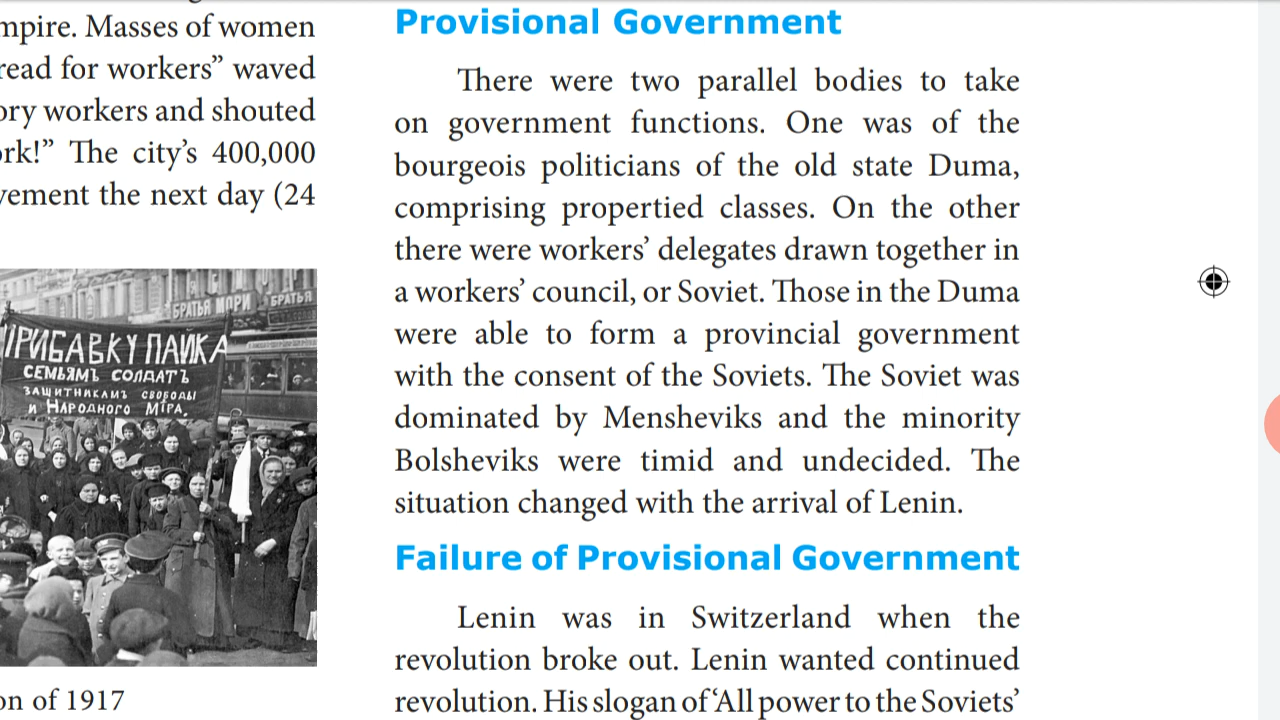 mpire. Masses of women
read for workers” waved
ory workers and shouted
ork!” The city’s 400,000
vement the next day (24
БРАТЬЯ МОРИ
БРАТЬЯ
ПРИБАВКУ ПАЙКА
СЕМЬЯМЪ СОЛДАТЪ
ЗАЩИТНИКАМЪ СВОБОДЫ
И НАРОДНОГО МІРА.
on of 1917
Provisional Government
There were two parallel bodies to take
on government functions. One was of the
bourgeois politicians of the old state Duma,
comprising propertied classes. On the other
there were workers’ delegates drawn together in
a workers’ council, or Soviet. Those in the Duma
were able to form a provincial government
with the consent of the Soviets. The Soviet was
dominated by Mensheviks and the minority
Bolsheviks were timid and undecided. The
situation changed with the arrival of Lenin.
Failure of Provisional Government
Lenin was in Switzerland when the
revolution broke out. Lenin wanted continued
revolution. His slogan of ‘All power to the Soviets’